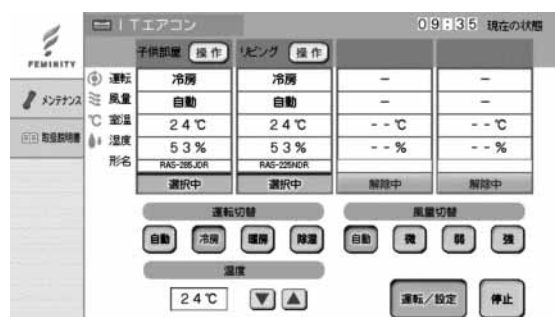 ITエアコン 09:35 現在の状態
FEMINITY
子供部屋 操作 リビング 操作
運転 冷房 冷房 － －
メンテナンス
風量 自動 自動 － －
℃ 室温 24℃ 24℃ --℃ --℃
取扱説明書
湿度 53% 53% --% --%
形名 RAS-285JDR RAS-225NDR
選択中 選択中 解除中 解除中
運転切替 風量切替
自動 冷房 暖房 除湿 自動 微 弱 強
温度
24℃ ▼ ▲ 運転／設定 停止